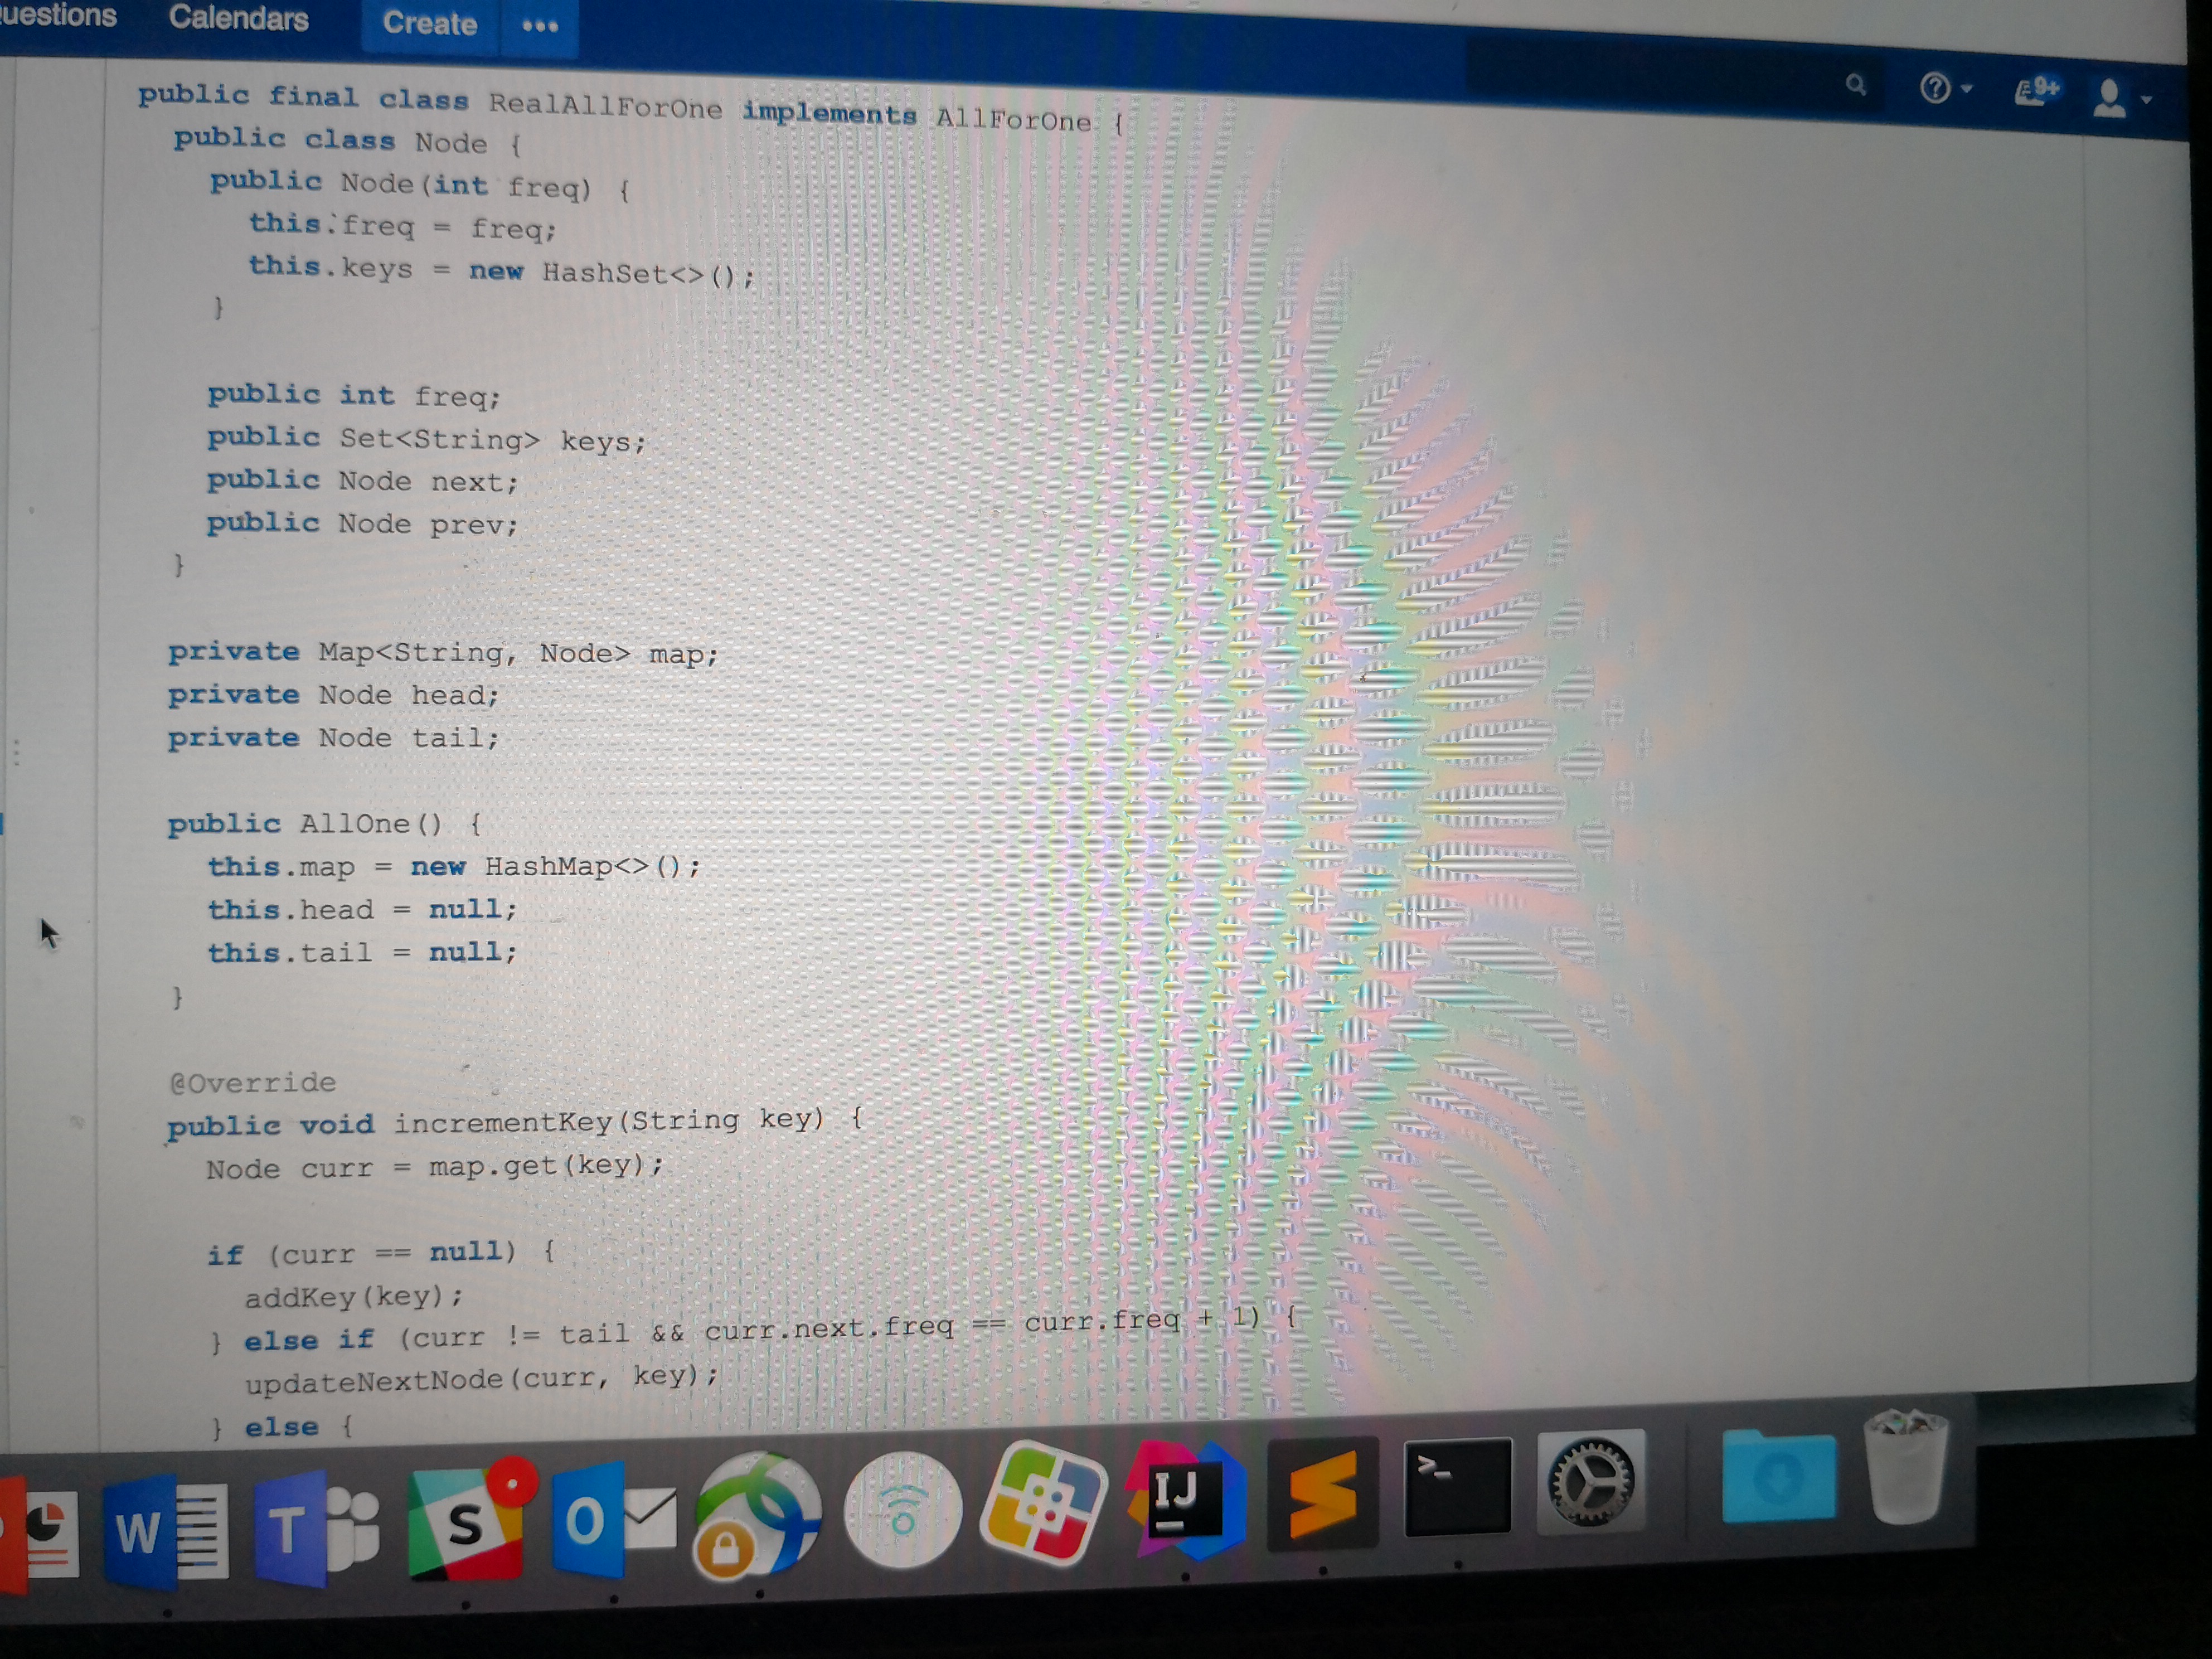 uestions Calendars Create •••
9+
public final class RealAllForOne implements AllForOne {
public class Node {
public Node(int freq) {
this.freq = freq;
this.keys = new HashSet<>();
}
public int freq;
public Set<String> keys;
public Node next;
public Node prev;
}
private Map<String, Node> map;
private Node head;
private Node tail;
public AllOne() {
this.map = new HashMap<>();
this.head = null;
this.tail = null;
}
@Override
public void incrementKey(String key) {
Node curr = map.get(key);
if (curr == null) {
addKey(key);
} else if (curr != tail && curr.next.freq == curr.freq + 1) {
updateNextNode(curr, key);
} else {
W T S O IJ >_